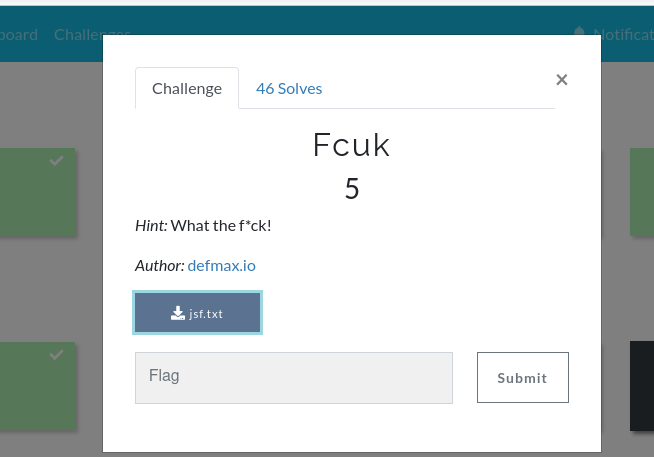 board Challenges Notificat
Challenge 46 Solves ×
Fcuk
5
Hint: What the f*ck!
Author: defmax.io
jsf.txt
Flag Submit